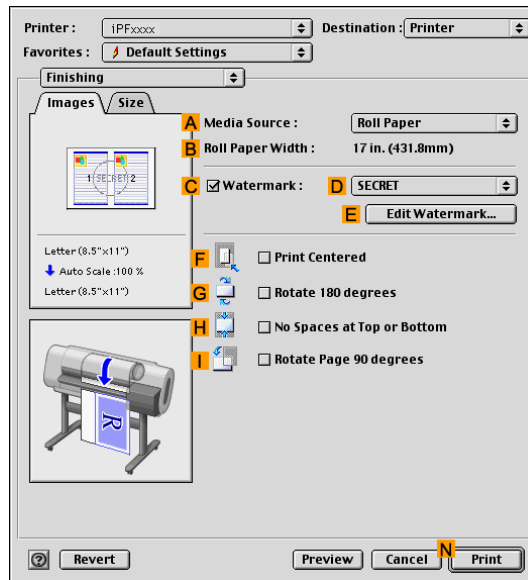 Printer : iPFxxxx Destination : Printer
Favorites : Default Settings
Finishing
Images Size
A Media Source : Roll Paper
B Roll Paper Width : 17 in. (431.8mm)
1 SECRET 2
C Watermark : D SECRET
E Edit Watermark...
Letter (8.5"x11")
F Print Centered
Auto Scale :100 %
Letter (8.5"x11")
G Rotate 180 degrees
H No Spaces at Top or Bottom
I Rotate Page 90 degrees
R
N
? Revert Preview Cancel Print